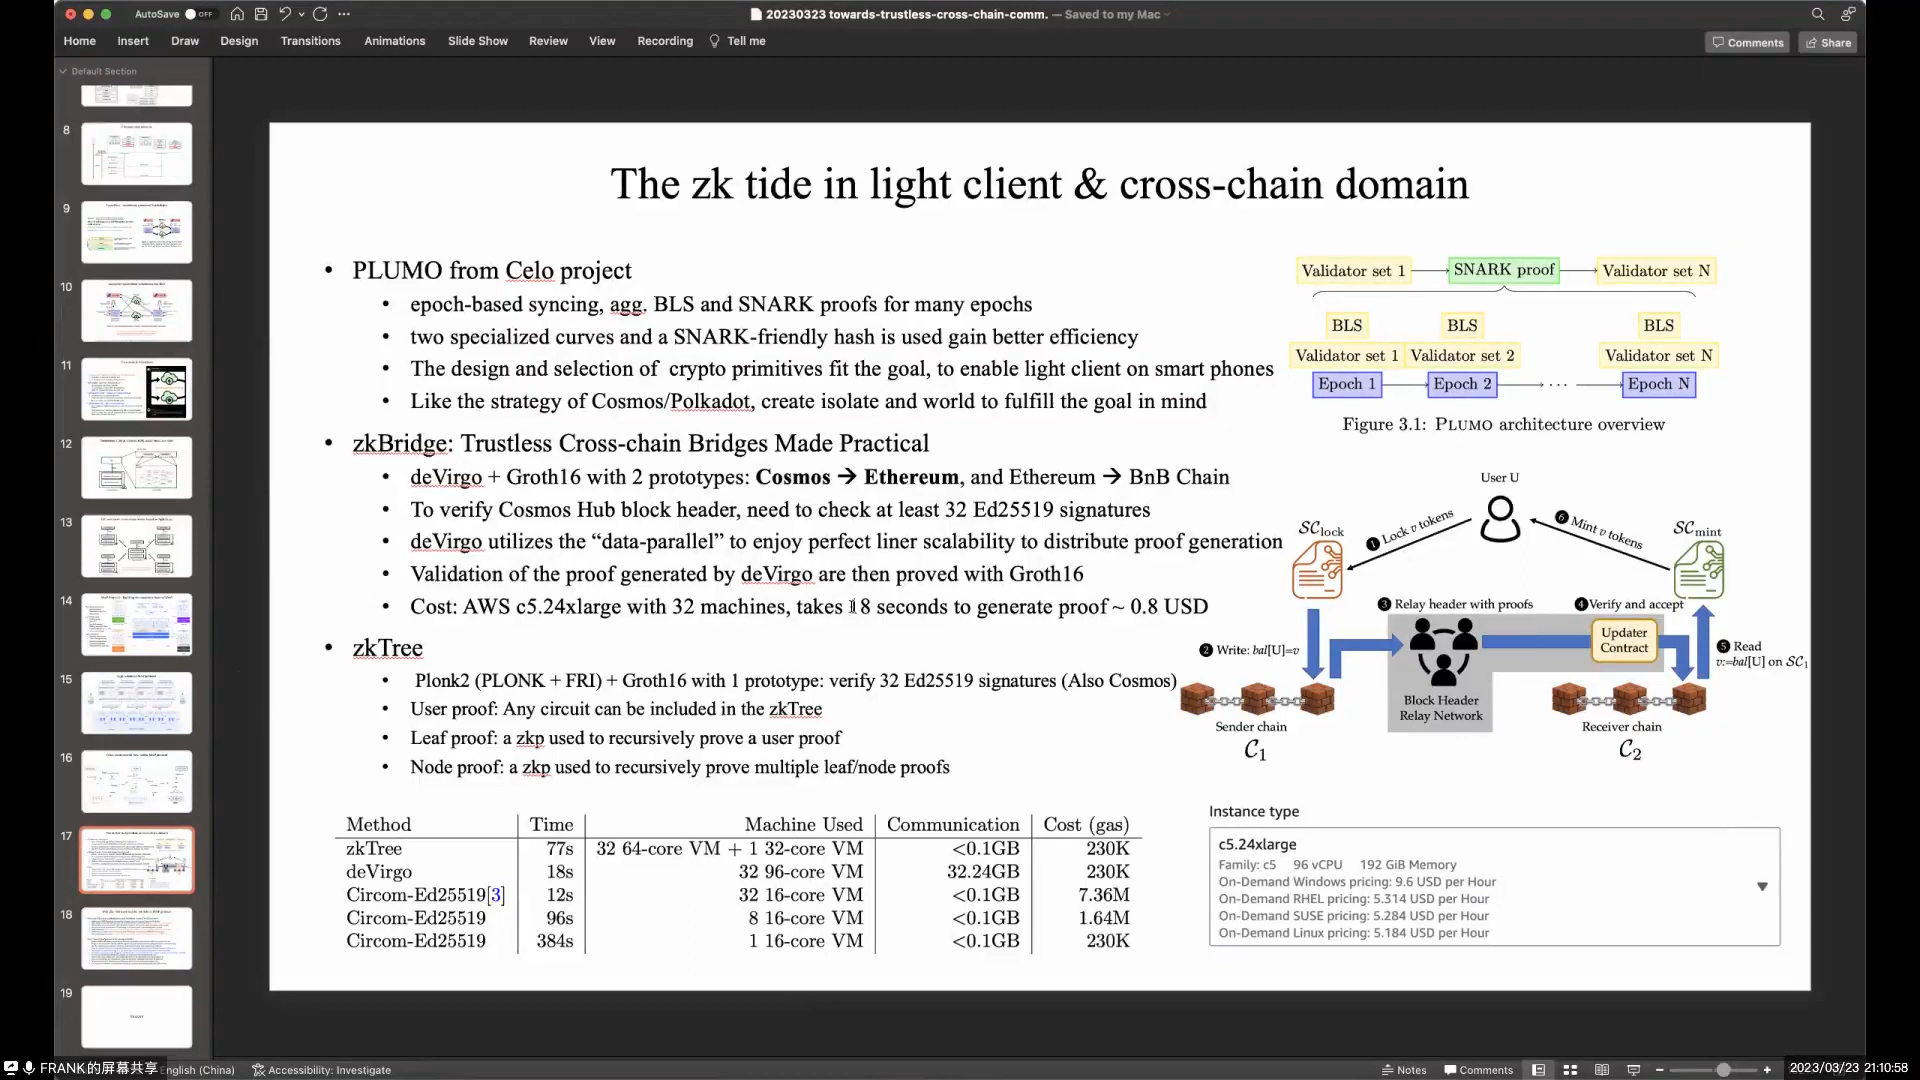 AutoSave OFF
20230323 towards-trustless-cross-chain-comm. — Saved to my Mac
Home Insert Draw Design Transitions Animations Slide Show Review View Recording Tell me
Comments Share
Default Section
8
9
10
11
12
13
14
15
16
17
18
19
The zk tide in light client & cross-chain domain
• PLUMO from Celo project
• epoch-based syncing, agg. BLS and SNARK proofs for many epochs
• two specialized curves and a SNARK-friendly hash is used gain better efficiency
• The design and selection of crypto primitives fit the goal, to enable light client on smart phones
• Like the strategy of Cosmos/Polkadot, create isolate and world to fulfill the goal in mind
• zkBridge: Trustless Cross-chain Bridges Made Practical
• deVirgo + Groth16 with 2 prototypes: Cosmos → Ethereum, and Ethereum → BnB Chain
• To verify Cosmos Hub block header, need to check at least 32 Ed25519 signatures
• deVirgo utilizes the “data-parallel” to enjoy perfect liner scalability to distribute proof generation
• Validation of the proof generated by deVirgo are then proved with Groth16
• Cost: AWS c5.24xlarge with 32 machines, takes 18 seconds to generate proof ~ 0.8 USD
• zkTree
• Plonk2 (PLONK + FRI) + Groth16 with 1 prototype: verify 32 Ed25519 signatures (Also Cosmos)
• User proof: Any circuit can be included in the zkTree
• Leaf proof: a zkp used to recursively prove a user proof
• Node proof: a zkp used to recursively prove multiple leaf/node proofs
Method Time Machine Used Communication Cost (gas)
zkTree 77s 32 64-core VM + 1 32-core VM <0.1GB 230K
deVirgo 18s 32 96-core VM 32.24GB 230K
Circom-Ed25519[3] 12s 32 16-core VM <0.1GB 7.36M
Circom-Ed25519 96s 8 16-core VM <0.1GB 1.64M
Circom-Ed25519 384s 1 16-core VM <0.1GB 230K
Validator set 1 SNARK proof Validator set N
BLS BLS BLS
Validator set 1 Validator set 2 Validator set N
Epoch 1 Epoch 2 ··· Epoch N
Figure 3.1: PLUMO architecture overview
User U
SClock
1 Lock v tokens
6 Mint v tokens
SCmint
3 Relay header with proofs
4 Verify and accept
Updater
Contract
2 Write: bal[U]=v
5 Read
v:=bal[U] on SC1
Block Header
Relay Network
Sender chain
C1
Receiver chain
C2
Instance type
c5.24xlarge
Family: c5 96 vCPU 192 GiB Memory
On-Demand Windows pricing: 9.6 USD per Hour
On-Demand RHEL pricing: 5.314 USD per Hour
On-Demand SUSE pricing: 5.284 USD per Hour
On-Demand Linux pricing: 5.184 USD per Hour
FRANK的屏幕共享 English (China) Accessibility: Investigate
Notes Comments
2023/03/23 21:10:58